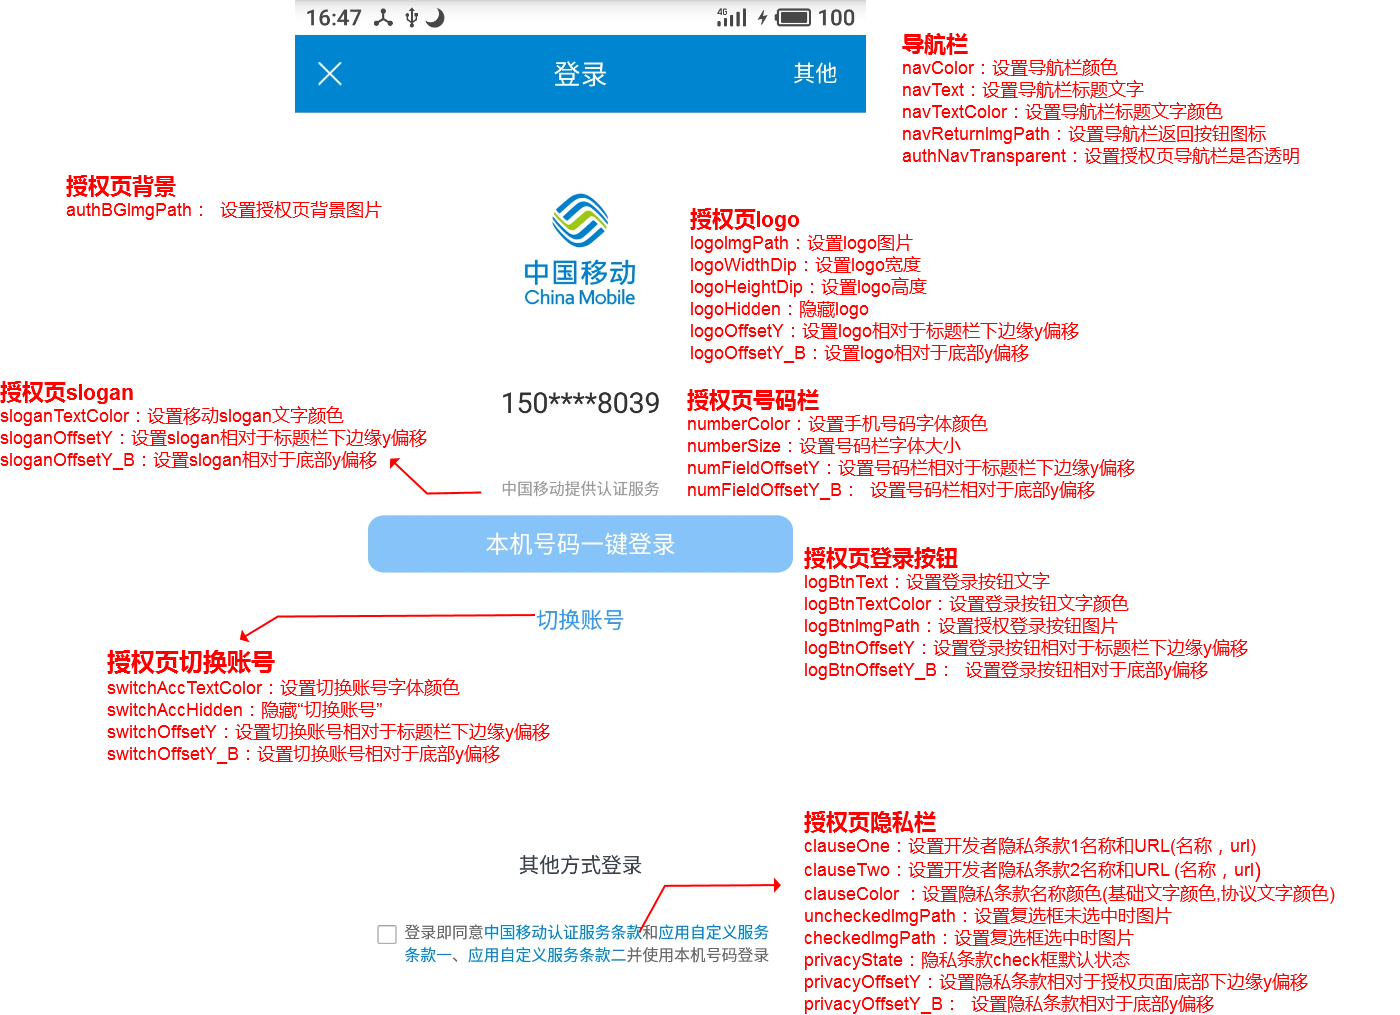 16:47
4G
100
登录
其他
导航栏
navColor：设置导航栏颜色
navText：设置导航栏标题文字
navTextColor：设置导航栏标题文字颜色
navReturnImgPath：设置导航栏返回按钮图标
authNavTransparent：设置授权页导航栏是否透明
授权页背景
authBGImgPath： 设置授权页背景图片
中国移动
China Mobile
授权页logo
logoImgPath：设置logo图片
logoWidthDip：设置logo宽度
logoHeightDip：设置logo高度
logoHidden：隐藏logo
logoOffsetY：设置logo相对于标题栏下边缘y偏移
logoOffsetY_B：设置logo相对于底部y偏移
授权页slogan
sloganTextColor：设置移动slogan文字颜色
sloganOffsetY：设置slogan相对于标题栏下边缘y偏移
sloganOffsetY_B：设置slogan相对于底部y偏移
150****8039
授权页号码栏
numberColor：设置手机号码字体颜色
numberSize：设置号码栏字体大小
numFieldOffsetY：设置号码栏相对于标题栏下边缘y偏移
numFieldOffsetY_B： 设置号码栏相对于底部y偏移
中国移动提供认证服务
本机号码一键登录
授权页登录按钮
logBtnText：设置登录按钮文字
logBtnTextColor：设置登录按钮文字颜色
logBtnImgPath：设置授权登录按钮图片
logBtnOffsetY：设置登录按钮相对于标题栏下边缘y偏移
logBtnOffsetY_B： 设置登录按钮相对于底部y偏移
切换账号
授权页切换账号
switchAccTextColor：设置切换账号字体颜色
switchAccHidden：隐藏“切换账号”
switchOffsetY：设置切换账号相对于标题栏下边缘y偏移
switchOffsetY_B：设置切换账号相对于底部y偏移
其他方式登录
登录即同意中国移动认证服务条款和应用自定义服务
条款一、应用自定义服务条款二并使用本机号码登录
授权页隐私栏
clauseOne：设置开发者隐私条款1名称和URL(名称，url)
clauseTwo：设置开发者隐私条款2名称和URL (名称，url)
clauseColor ：设置隐私条款名称颜色(基础文字颜色,协议文字颜色)
uncheckedImgPath：设置复选框未选中时图片
checkedImgPath：设置复选框选中时图片
privacyState：隐私条款check框默认状态
privacyOffsetY：设置隐私条款相对于授权页面底部下边缘y偏移
privacyOffsetY_B： 设置隐私条款相对于底部y偏移